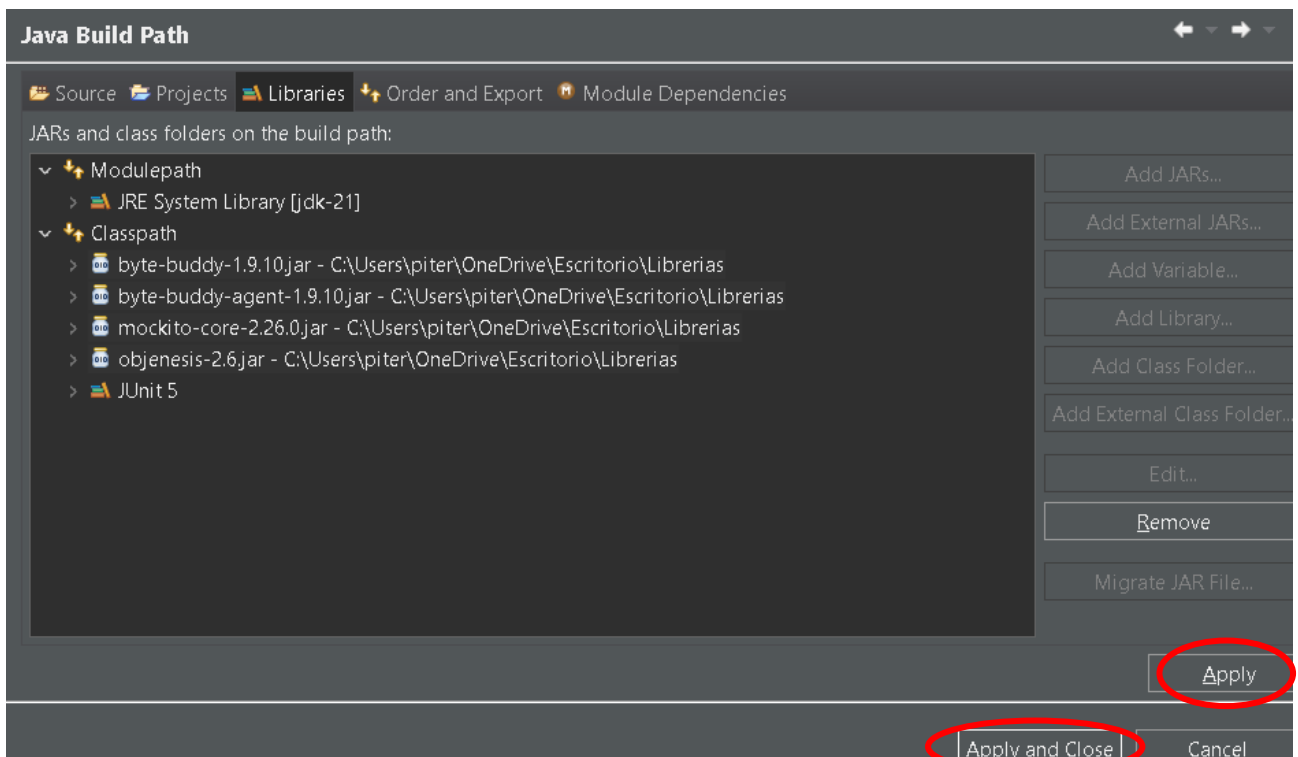 Java Build Path
Source Projects Libraries Order and Export Module Dependencies
JARs and class folders on the build path:
Modulepath
JRE System Library [jdk-21]
Classpath
byte-buddy-1.9.10.jar - C:\Users\piter\OneDrive\Escritorio\Librerias
byte-buddy-agent-1.9.10.jar - C:\Users\piter\OneDrive\Escritorio\Librerias
mockito-core-2.26.0.jar - C:\Users\piter\OneDrive\Escritorio\Librerias
objenesis-2.6.jar - C:\Users\piter\OneDrive\Escritorio\Librerias
JUnit 5
Add JARs...
Add External JARs...
Add Variable...
Add Library...
Add Class Folder...
Add External Class Folder...
Edit...
Remove
Migrate JAR File...
Apply
Apply and Close Cancel